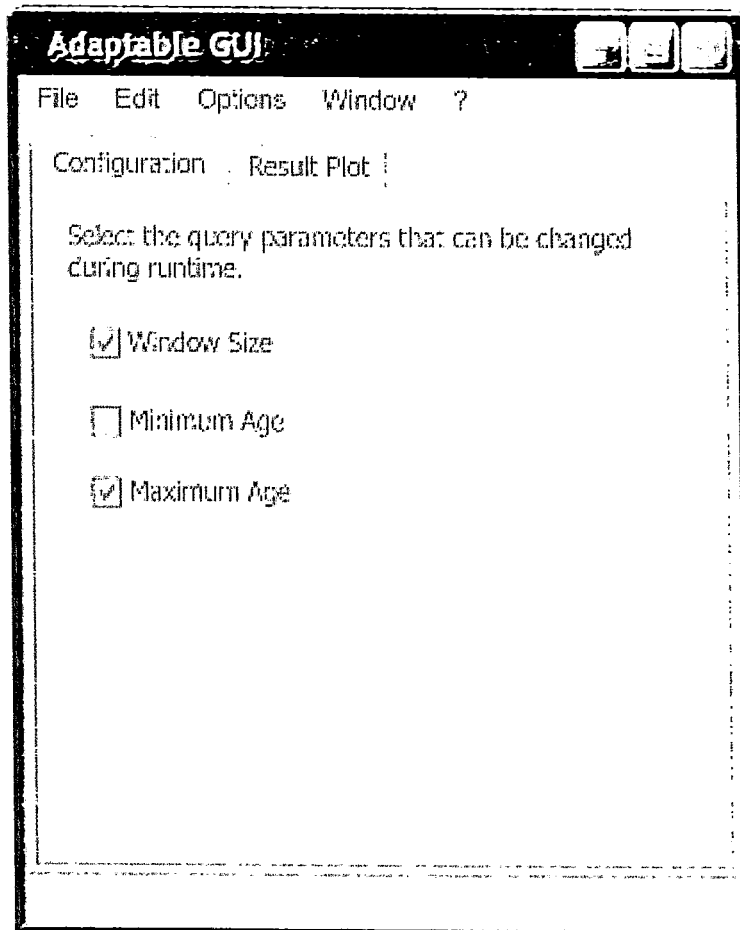 Adaptable GUI
File Edit Options Window ?
Configuration Result Plot
Select the query parameters that can be changed
during runtime.
Window Size
Minimum Age
Maximum Age